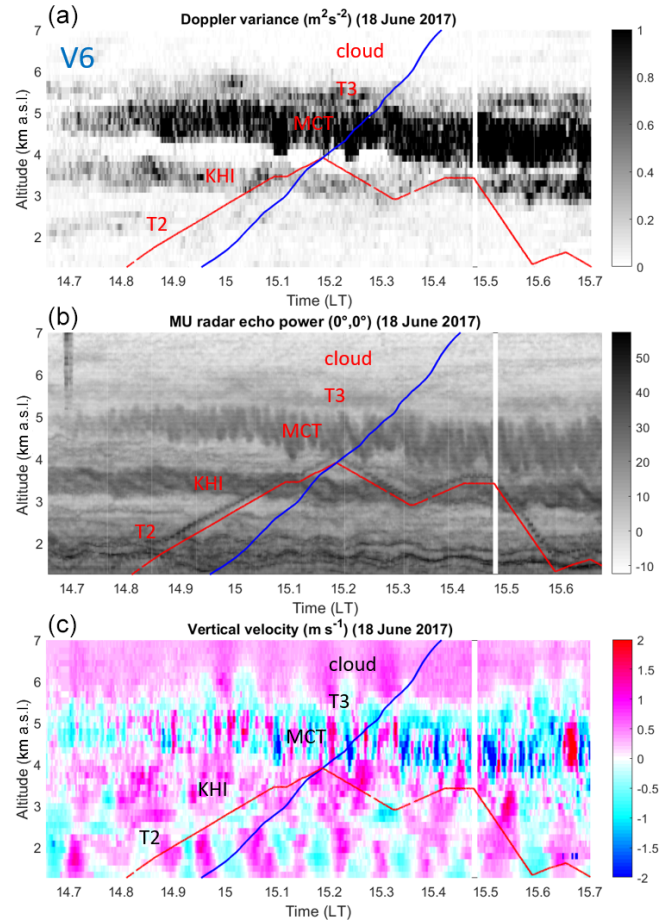 (a)
Doppler variance (m²s⁻²) (18 June 2017)
V6
cloud
T3
MCT
KHI
T2
Altitude (km a.s.l.)
7
6
5
4
3
2
14.7 14.8 14.9 15 15.1 15.2 15.3 15.4 15.5 15.6 15.7
Time (LT)
1
0.8
0.6
0.4
0.2
0
(b)
MU radar echo power (0°,0°) (18 June 2017)
cloud
T3
MCT
KHI
T2
Altitude (km a.s.l.)
7
6
5
4
3
2
14.7 14.8 14.9 15 15.1 15.2 15.3 15.4 15.5 15.6
Time (LT)
50
40
30
20
10
0
-10
(c)
Vertical velocity (m s⁻¹) (18 June 2017)
cloud
T3
MCT
KHI
T2
Altitude (km a.s.l.)
7
6
5
4
3
2
14.7 14.8 14.9 15 15.1 15.2 15.3 15.4 15.5 15.6 15.7
Time (LT)
2
1.5
1
0.5
0
-0.5
-1
-1.5
-2